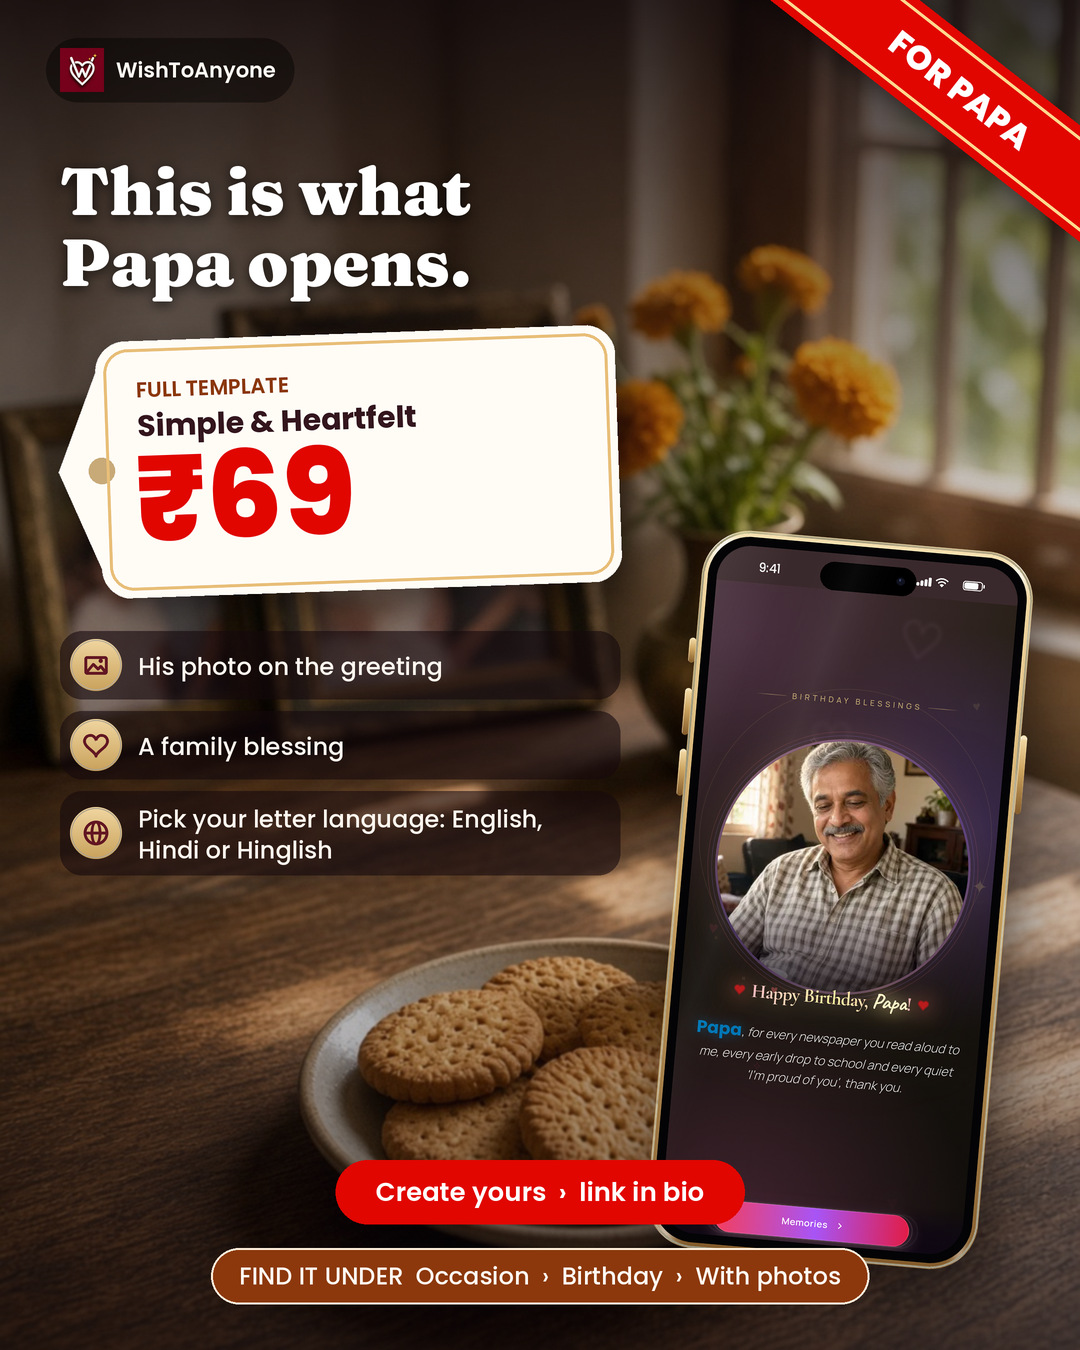 WishToAnyone
FOR PAPA
This is what
Papa opens.
FULL TEMPLATE
Simple & Heartfelt
₹69
His photo on the greeting
A family blessing
Pick your letter language: English,
Hindi or Hinglish
9:41
BIRTHDAY BLESSINGS
Happy Birthday, Papa!
Papa, for every newspaper you read aloud to
me, every early drop to school and every quiet
'I'm proud of you', thank you.
Memories ›
Create yours › link in bio
FIND IT UNDER Occasion › Birthday › With photos